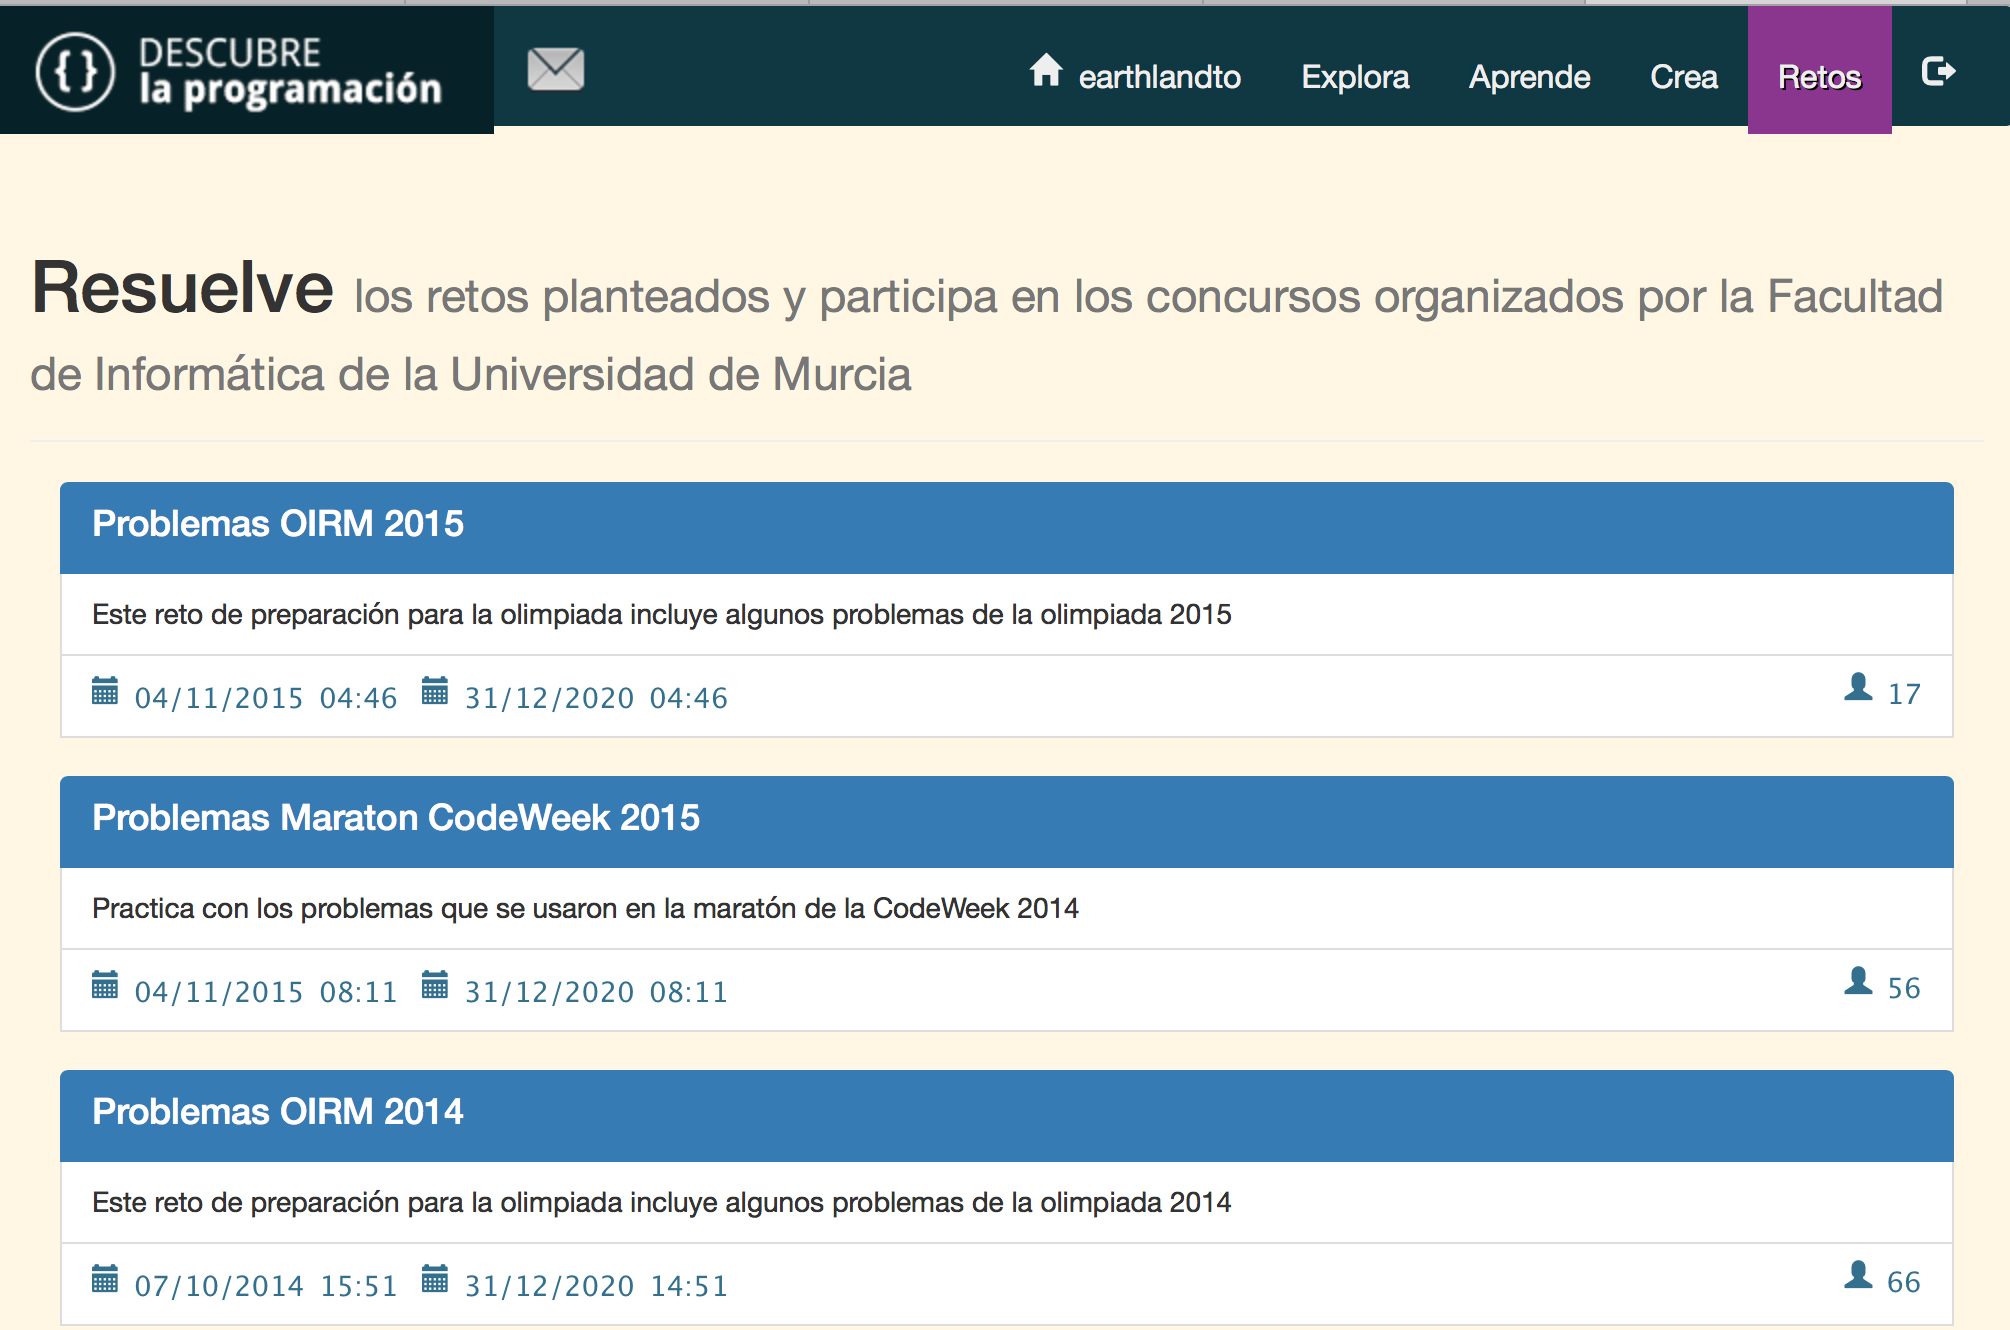 DESCUBRE
la programación
earthlandto Explora Aprende Crea Retos
Resuelve los retos planteados y participa en los concursos organizados por la Facultad
de Informática de la Universidad de Murcia
Problemas OIRM 2015
Este reto de preparación para la olimpiada incluye algunos problemas de la olimpiada 2015
04/11/2015 04:46 31/12/2020 04:46 17
Problemas Maraton CodeWeek 2015
Practica con los problemas que se usaron en la maratón de la CodeWeek 2014
04/11/2015 08:11 31/12/2020 08:11 56
Problemas OIRM 2014
Este reto de preparación para la olimpiada incluye algunos problemas de la olimpiada 2014
07/10/2014 15:51 31/12/2020 14:51 66